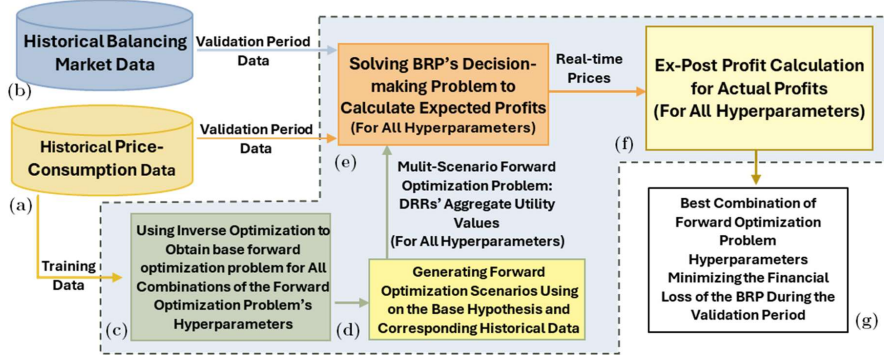 Historical Balancing
Market Data
(b)
Validation Period
Data
Solving BRP's Decision-
making Problem to
Calculate Expected Profits
(For All Hyperparameters)
(e)
Real-time
Prices
Ex-Post Profit Calculation
for Actual Profits
(For All Hyperparameters)
(f)
Historical Price-
Consumption Data
(a)
Validation Period
Data
Mulit-Scenario Forward
Optimization Problem:
DRRs' Aggregate Utility
Values
(For All Hyperparameters)
Training
Data
Using Inverse Optimization to
Obtain base forward
optimization problem for All
Combinations of the Forward
Optimization Problem's
Hyperparameters
(c)
Generating Forward
Optimization Scenarios Using
on the Base Hypothesis and
Corresponding Historical Data
(d)
Best Combination of
Forward Optimization
Problem
Hyperparameters
Minimizing the Financial
Loss of the BRP During the
Validation Period
(g)